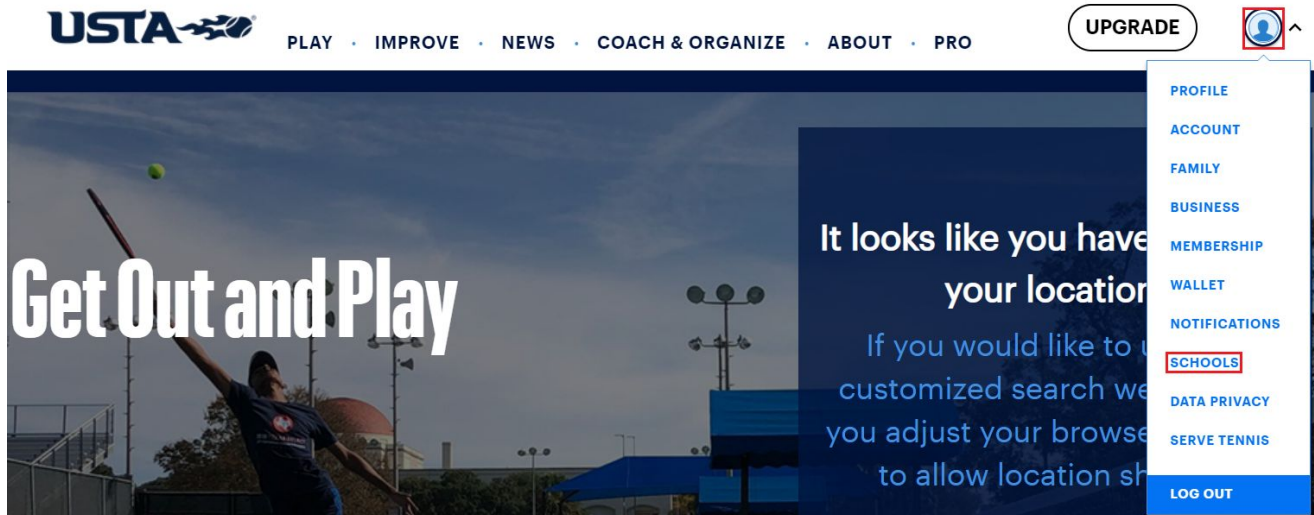 USTA
PLAY · IMPROVE · NEWS · COACH & ORGANIZE · ABOUT · PRO
UPGRADE
PROFILE
ACCOUNT
FAMILY
BUSINESS
MEMBERSHIP
WALLET
NOTIFICATIONS
SCHOOLS
DATA PRIVACY
SERVE TENNIS
LOG OUT
Get Out and Play
It looks like you have
your location
If you would like to
customized search we
you adjust your browse
to allow location sh